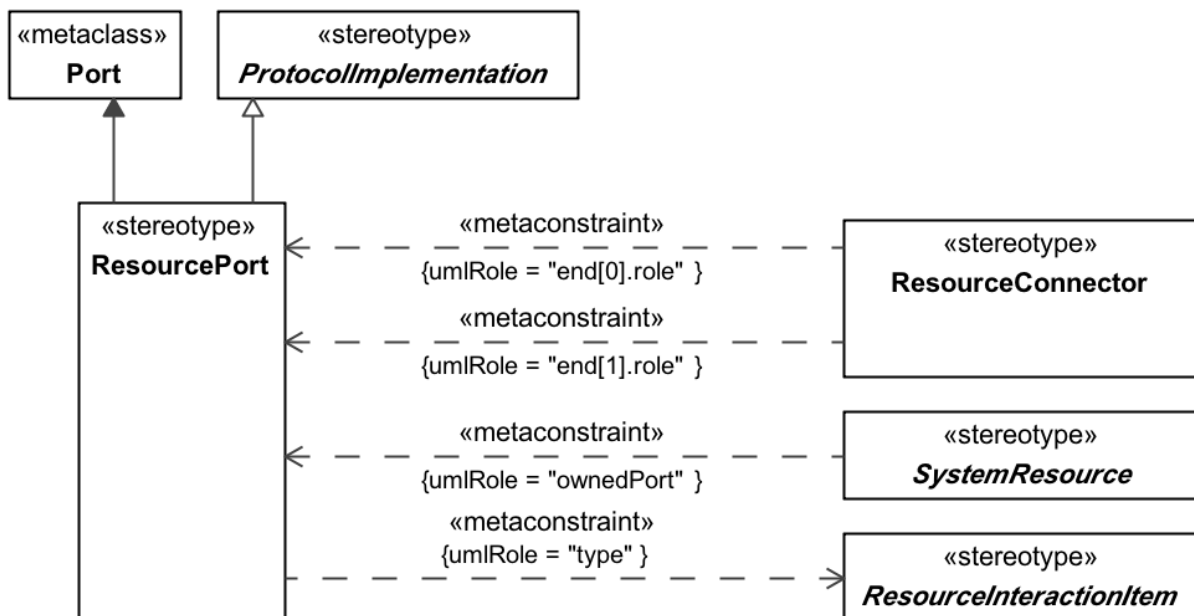 «metaclass»
Port
«stereotype»
ProtocolImplementation
«stereotype»
ResourcePort
«metaconstraint»
{umlRole = "end[0].role" }
«metaconstraint»
{umlRole = "end[1].role" }
«stereotype»
ResourceConnector
«metaconstraint»
{umlRole = "ownedPort" }
«stereotype»
SystemResource
«metaconstraint»
{umlRole = "type" }
«stereotype»
ResourceInteractionItem